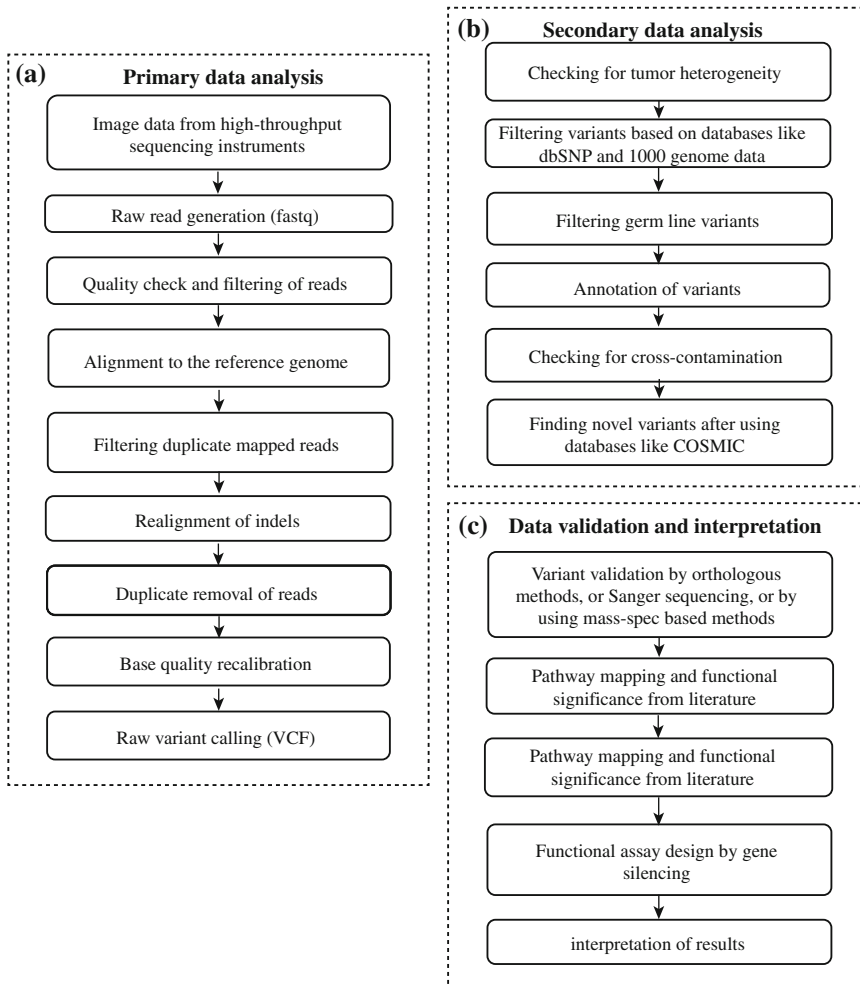 (a)
Primary data analysis
Image data from high-throughput
sequencing instruments
Raw read generation (fastq)
Quality check and filtering of reads
Alignment to the reference genome
Filtering duplicate mapped reads
Realignment of indels
Duplicate removal of reads
Base quality recalibration
Raw variant calling (VCF)
(b)
Secondary data analysis
Checking for tumor heterogeneity
Filtering variants based on databases like
dbSNP and 1000 genome data
Filtering germ line variants
Annotation of variants
Checking for cross-contamination
Finding novel variants after using
databases like COSMIC
(c)
Data validation and interpretation
Variant validation by orthologous
methods, or Sanger sequencing, or by
using mass-spec based methods
Pathway mapping and functional
significance from literature
Pathway mapping and functional
significance from literature
Functional assay design by gene
silencing
interpretation of results